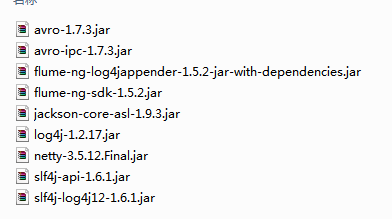 名称
avro-1.7.3.jar
avro-ipc-1.7.3.jar
flume-ng-log4jappender-1.5.2-jar-with-dependencies.jar
flume-ng-sdk-1.5.2.jar
jackson-core-asl-1.9.3.jar
log4j-1.2.17.jar
netty-3.5.12.Final.jar
slf4j-api-1.6.1.jar
slf4j-log4j12-1.6.1.jar